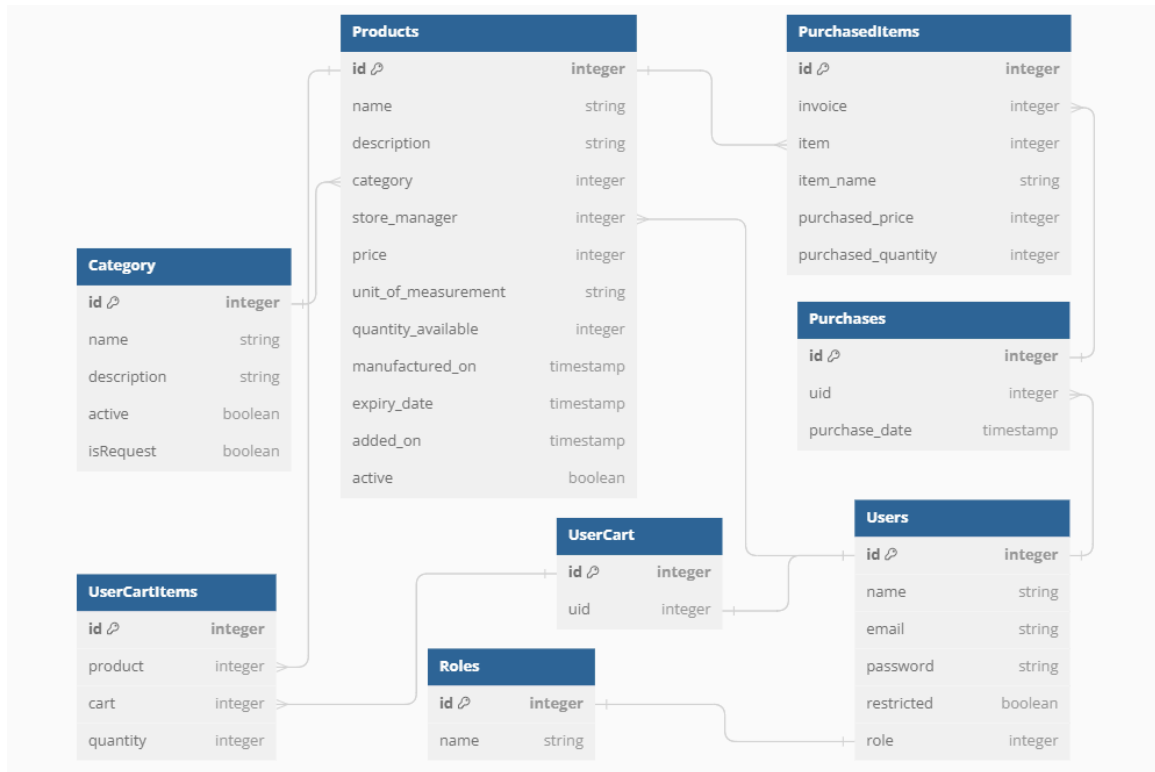 Products
id integer
name string
description string
category integer
store_manager integer
price integer
unit_of_measurement string
quantity_available integer
manufactured_on timestamp
expiry_date timestamp
added_on timestamp
active boolean
PurchasedItems
id integer
invoice integer
item integer
item_name string
purchased_price integer
purchased_quantity integer
Category
id integer
name string
description string
active boolean
isRequest boolean
Purchases
id integer
uid integer
purchase_date timestamp
UserCart
id integer
uid integer
Users
id integer
name string
email string
password string
restricted boolean
role integer
UserCartItems
id integer
product integer
cart integer
quantity integer
Roles
id integer
name string